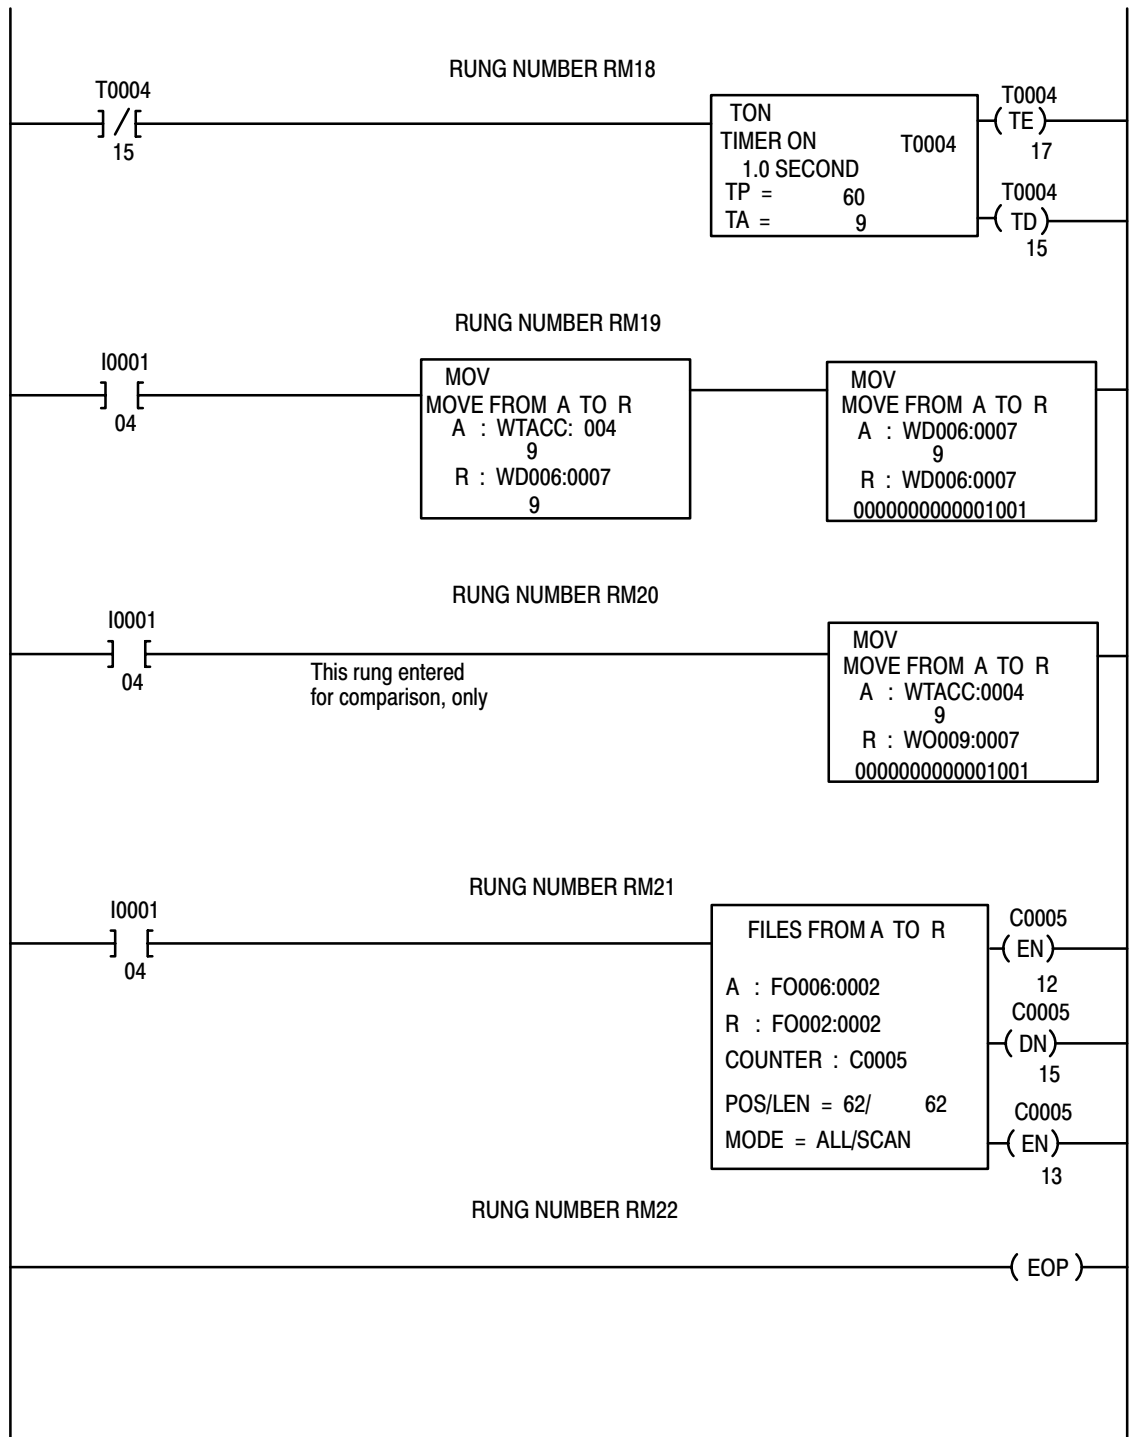 RUNG NUMBER RM18
T0004
15
TON
TIMER ON T0004
1.0 SECOND
TP = 60
TA = 9
T0004
TE
17
T0004
TD
15
RUNG NUMBER RM19
I0001
04
MOV
MOVE FROM A TO R
A : WTACC: 004
9
R : WD006:0007
9
MOV
MOVE FROM A TO R
A : WD006:0007
9
R : WD006:0007
0000000000001001
RUNG NUMBER RM20
I0001
04
This rung entered
for comparison, only
MOV
MOVE FROM A TO R
A : WTACC:0004
9
R : WO009:0007
0000000000001001
RUNG NUMBER RM21
I0001
04
FILES FROM A TO R
A : FO006:0002
R : FO002:0002
COUNTER : C0005
POS/LEN = 62/ 62
MODE = ALL/SCAN
C0005
EN
12
C0005
DN
15
C0005
EN
13
RUNG NUMBER RM22
EOP